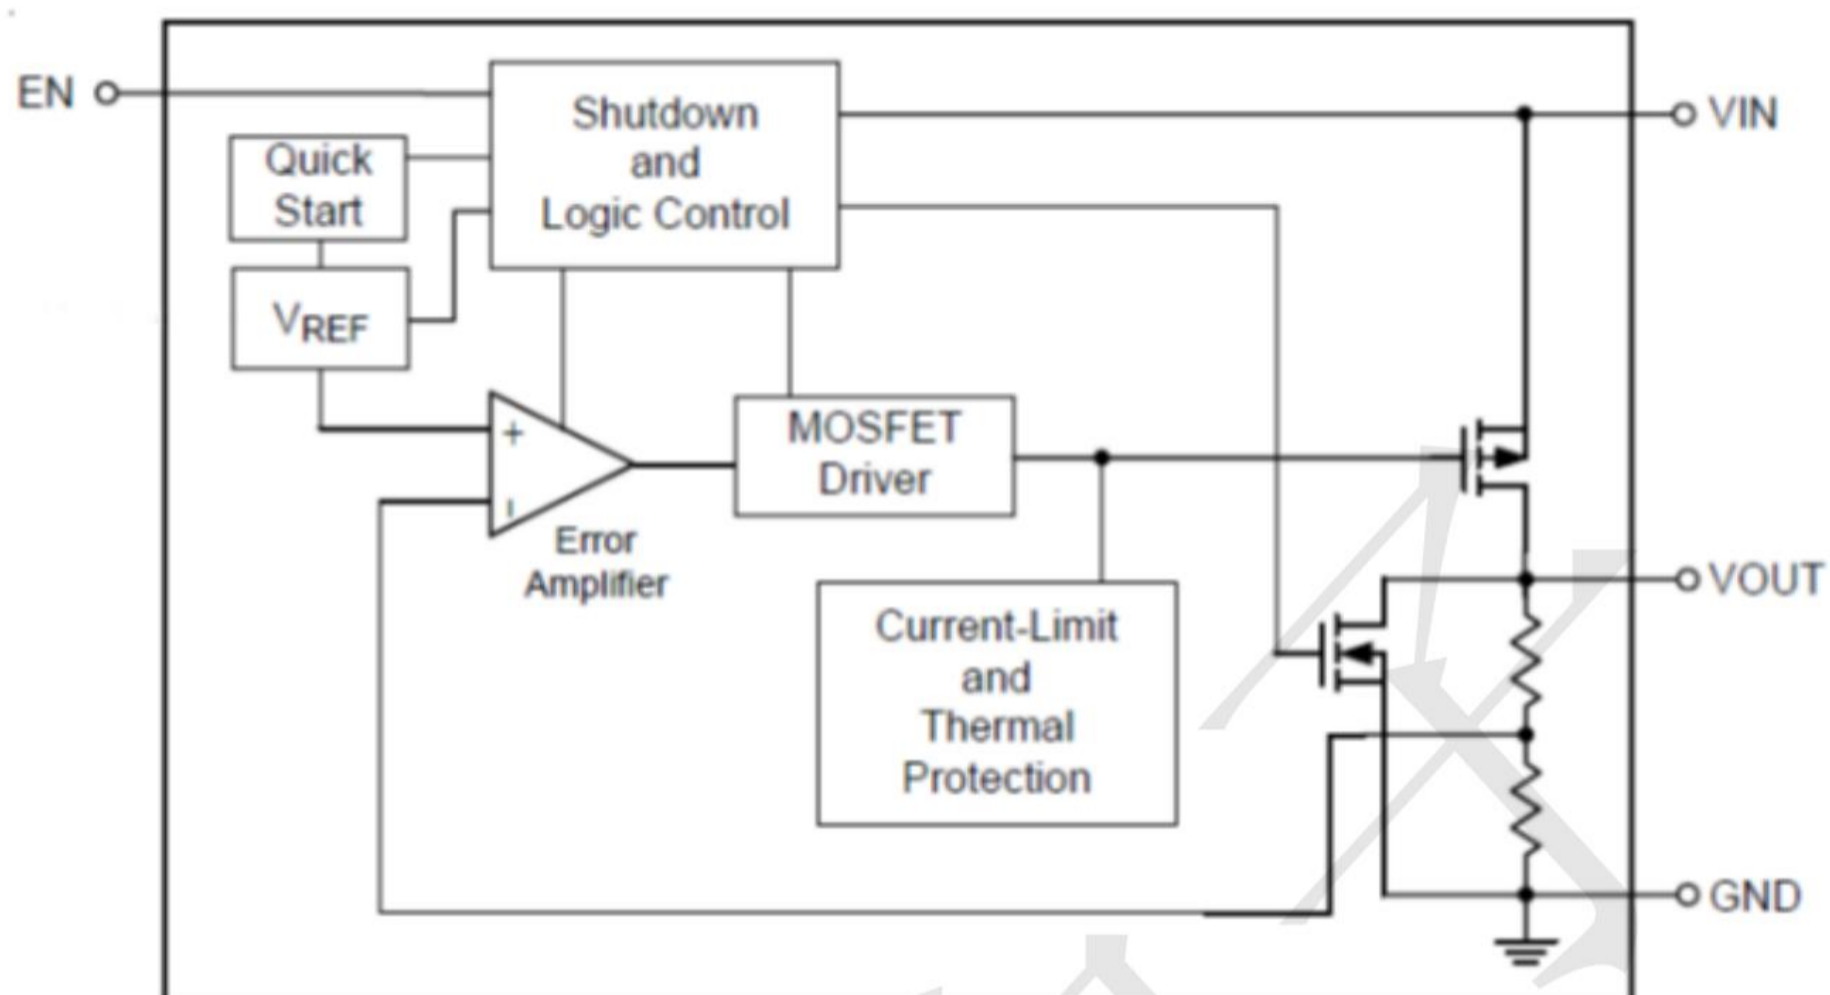 EN
Shutdown
and
Logic Control
VIN
Quick
Start
VREF
+
MOSFET
Driver
Error
Amplifier
VOUT
Current-Limit
and
Thermal
Protection
GND